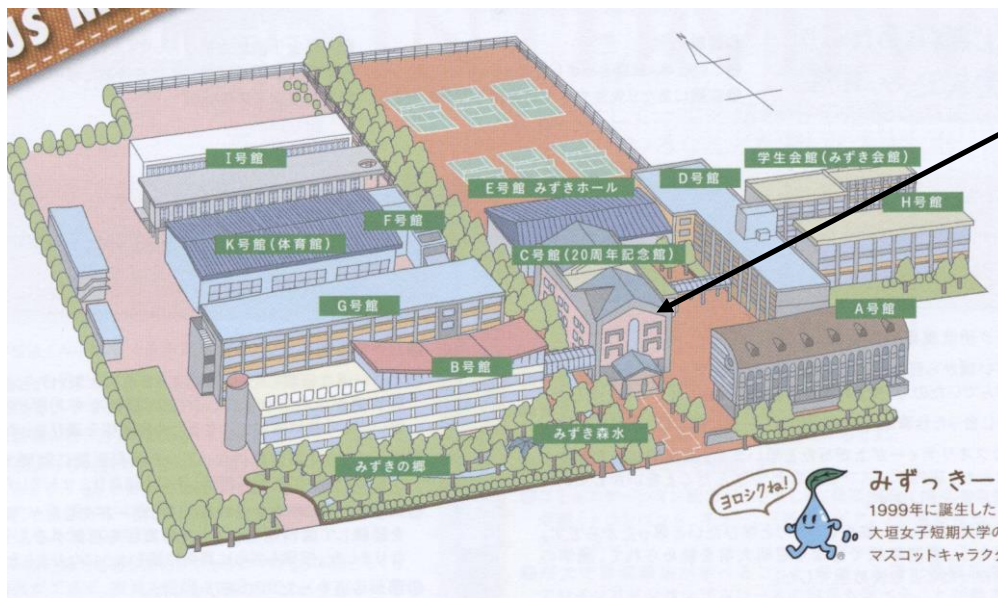 US M
I号館
学生会館(みずき会館)
D号館
E号館 みずきホール
H号館
F号館
K号館(体育館)
C号館(20周年記念館)
G号館
A号館
B号館
みずき森水
みずきの郷
ヨロシクね!
みずっきー
1999年に誕生した
大垣女子短期大学の
マスコットキャラク